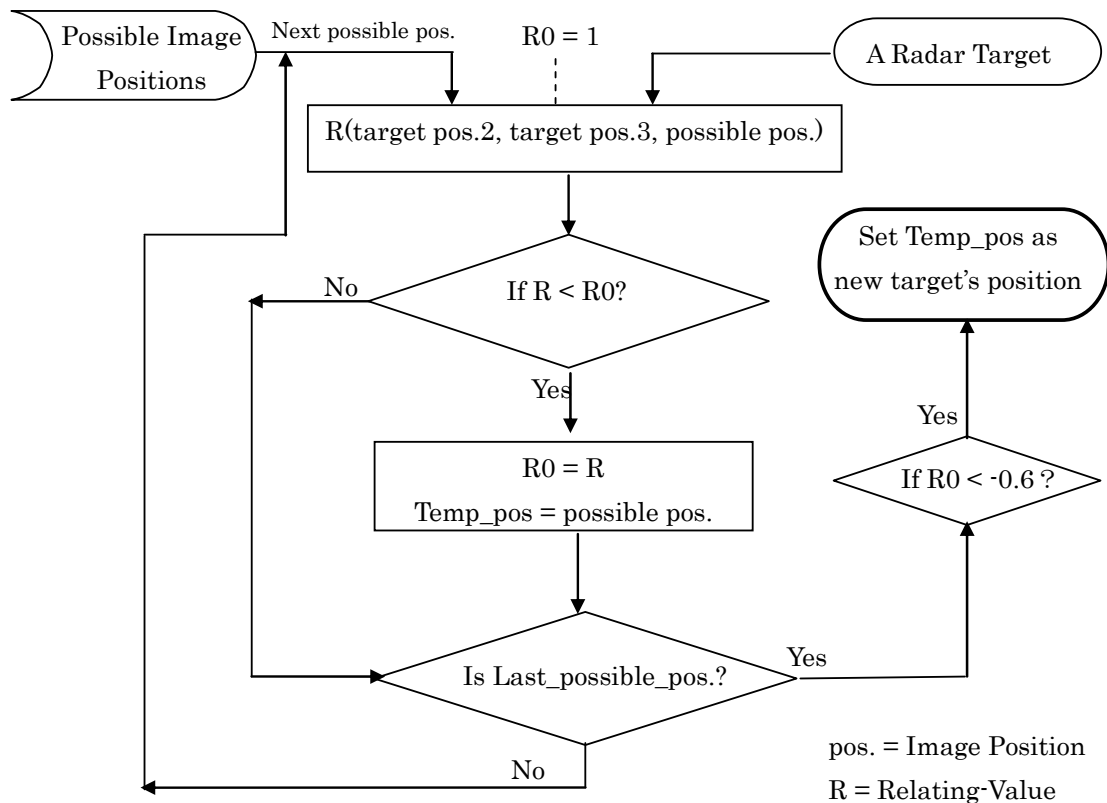 Possible Image
Positions
Next possible pos.
R0 = 1
A Radar Target
R(target pos.2, target pos.3, possible pos.)
If R < R0?
No
Yes
R0 = R
Temp_pos = possible pos.
Is Last_possible_pos.?
Yes
No
If R0 < -0.6 ?
Yes
Set Temp_pos as
new target's position
pos. = Image Position
R = Relating-Value